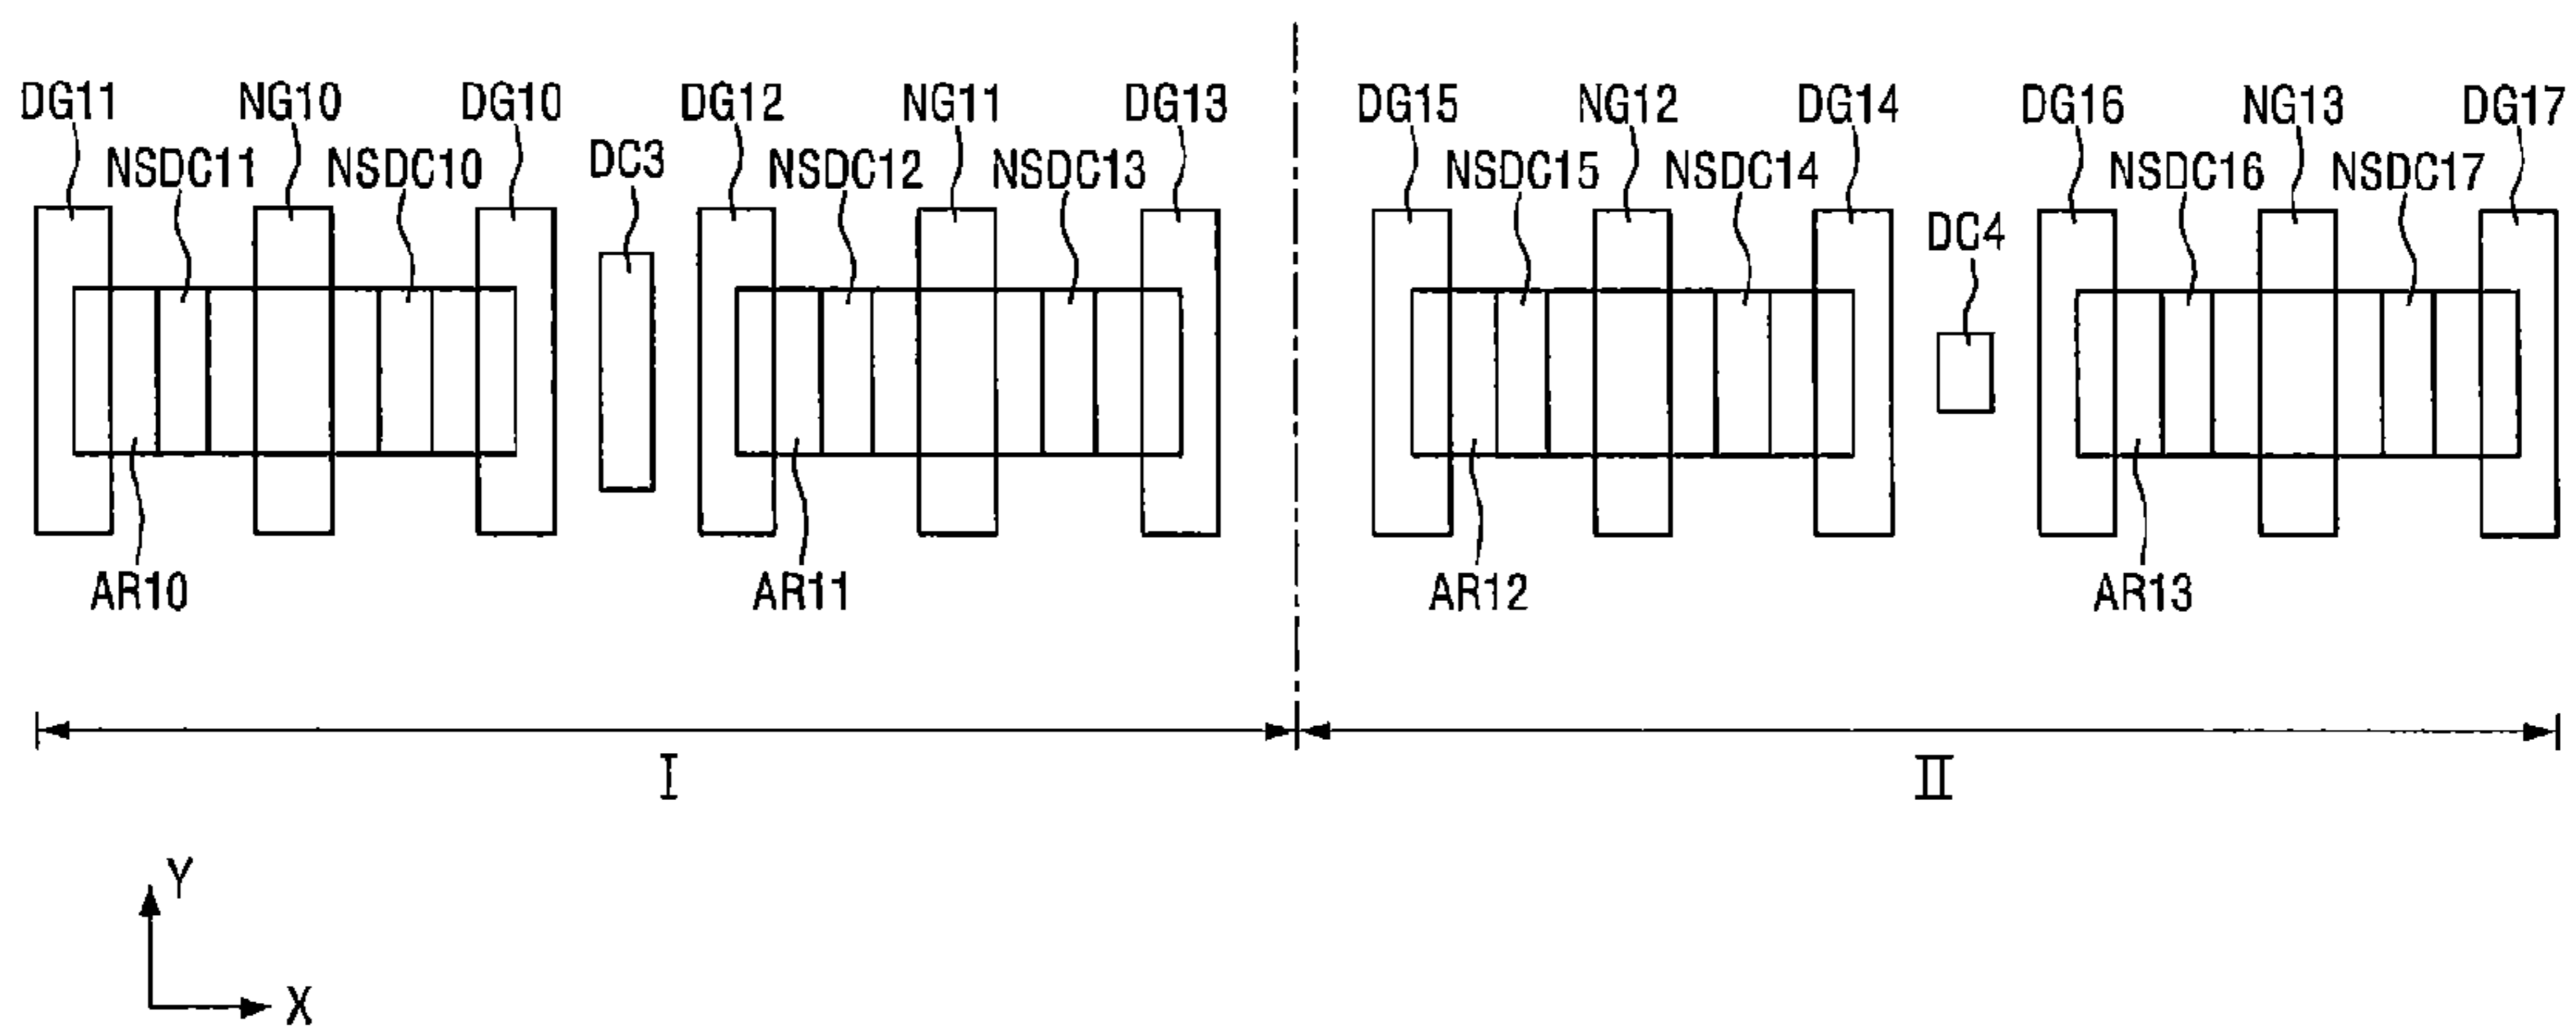 DG11 NG10 DG10 DG12 NG11 DG13 DG15 NG12 DG14 DG16 NG13 DG17
NSDC11 NSDC10 DC3 NSDC12 NSDC13 NSDC15 NSDC14 NSDC16 NSDC17
DC4
AR10 AR11 AR12 AR13
I II
Y
X